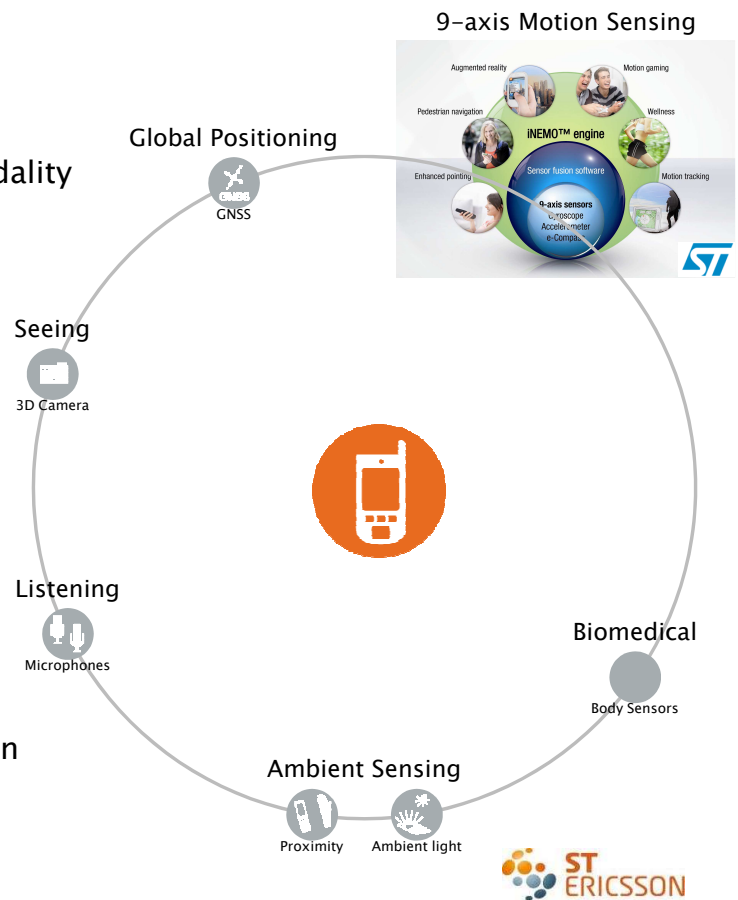 9-axis Motion Sensing
Augmented reality
Motion gaming
Pedestrian navigation
Wellness
iNEMO™ engine
Enhanced pointing
Sensor fusion software
Motion tracking
9-axis sensors
Gyroscope
Accelerometer
e-Compass
ST
Global Positioning
dality
GNSS
GNSS
Seeing
3D Camera
Listening
Microphones
Biomedical
Body Sensors
n
Ambient Sensing
Proximity
Ambient light
ST
ERICSSON